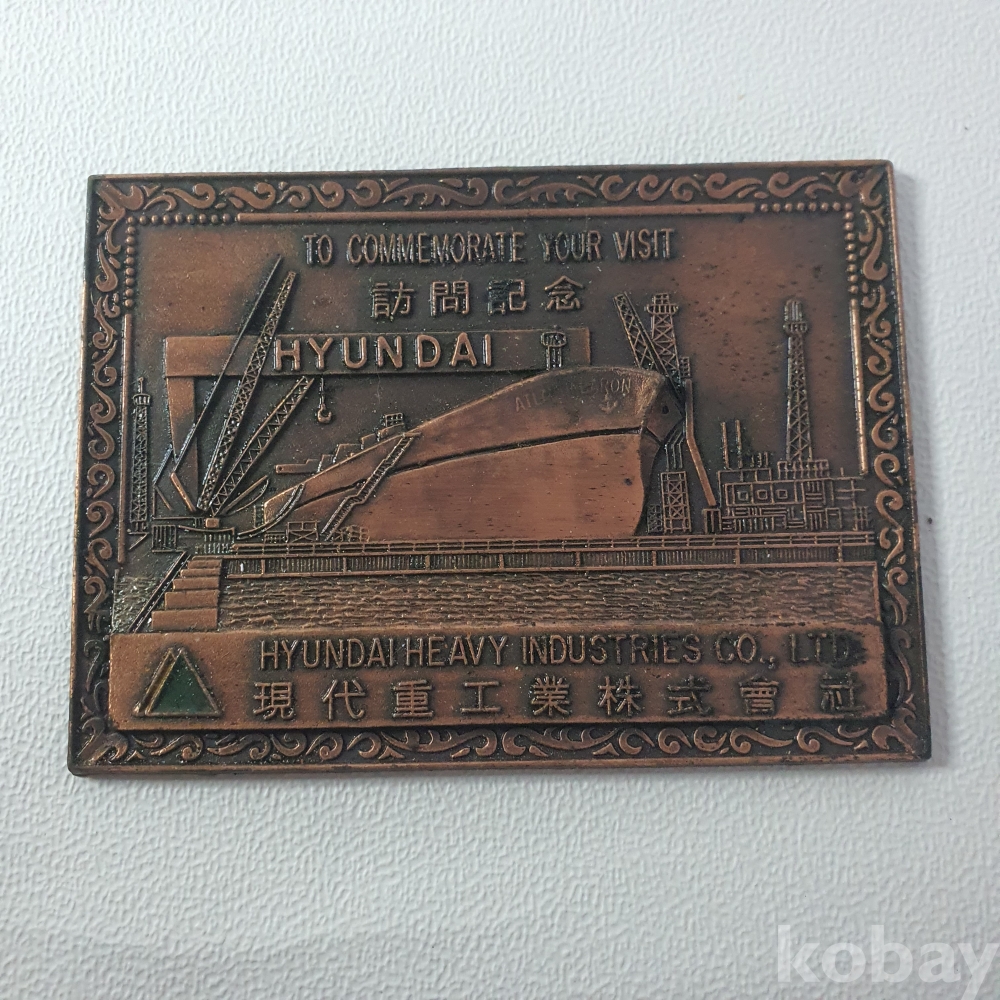 TO COMMEMORATE YOUR VISIT
訪問記念
HYUNDAI
HYUNDAI HEAVY INDUSTRIES CO., LTD.
現代重工業株式會社
kobay